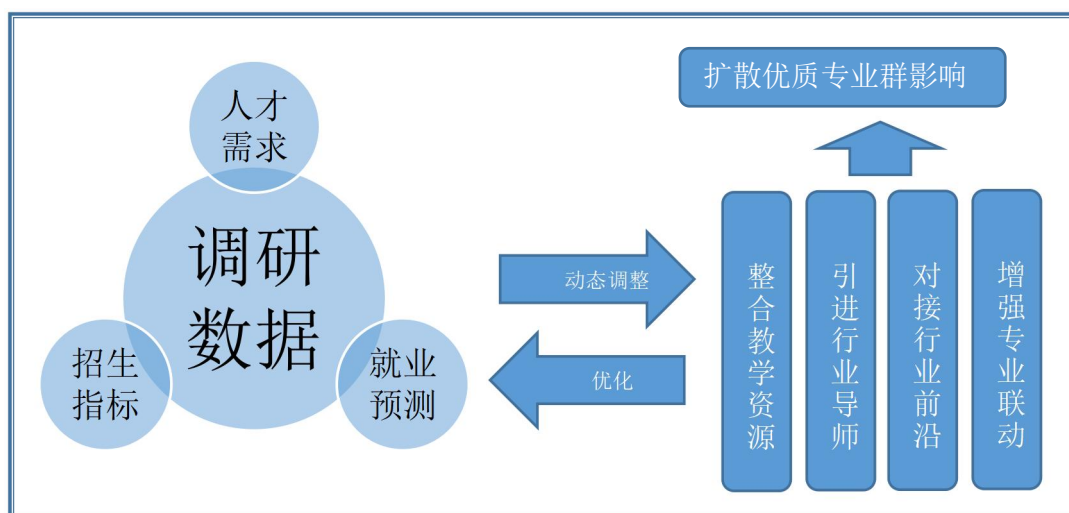 人才
需求
调研
数据
招生
指标
就业
预测
动态调整
优化
扩散优质专业群影响
整合教学资源
引进行业导师
对接行业前沿
增强专业联动